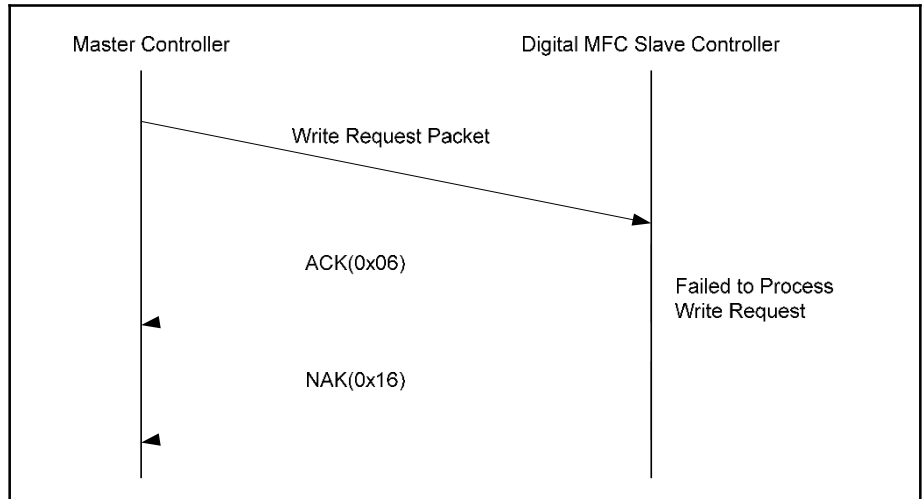 Master Controller
Digital MFC Slave Controller
Write Request Packet
ACK(0x06)
Failed to Process
Write Request
NAK(0x16)